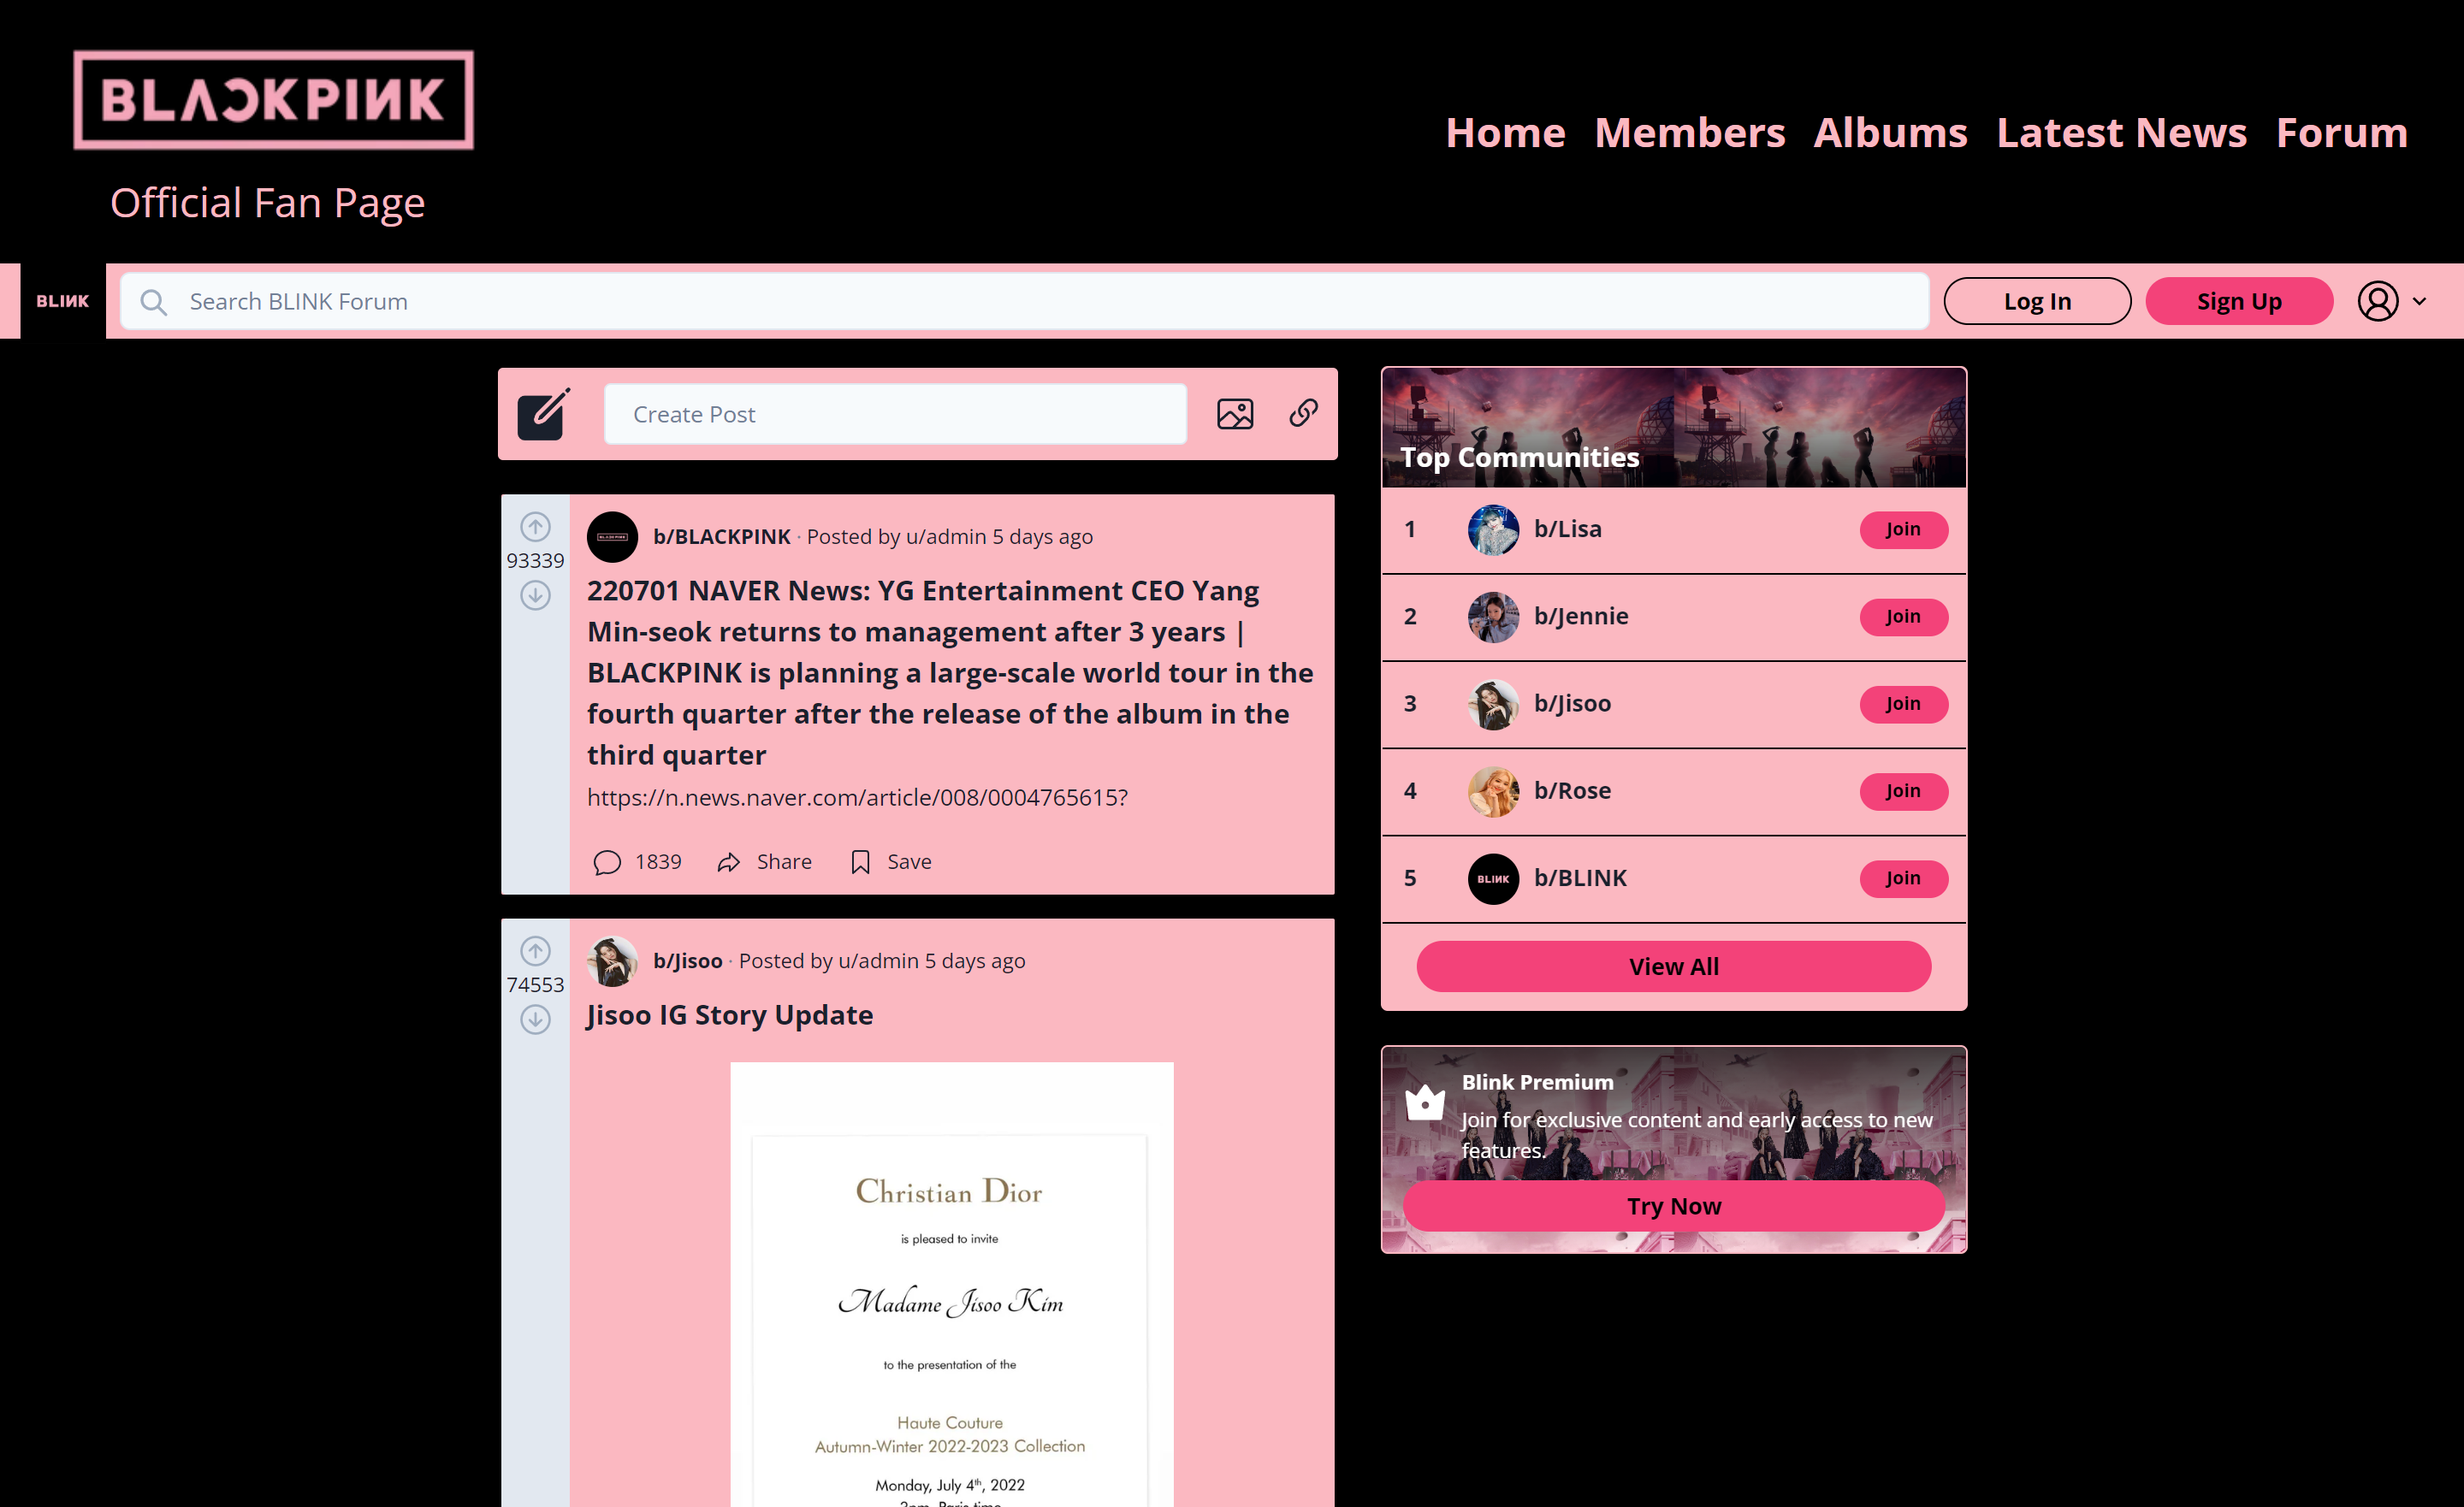 BLACKPINK
Official Fan Page
Home Members Albums Latest News Forum
BLINK
Search BLINK Forum
Log In
Sign Up
Create Post
93339
b/BLACKPINK · Posted by u/admin 5 days ago
220701 NAVER News: YG Entertainment CEO Yang
Min-seok returns to management after 3 years |
BLACKPINK is planning a large-scale world tour in the
fourth quarter after the release of the album in the
third quarter
https://n.news.naver.com/article/008/0004765615?
1839
Share
Save
74553
b/Jisoo · Posted by u/admin 5 days ago
Jisoo IG Story Update
Christian Dior
is pleased to invite
Madame Jisoo Kim
to the presentation of the
Haute Couture
Autumn-Winter 2022-2023 Collection
Monday, July 4th, 2022
Top Communities
1 b/Lisa Join
2 b/Jennie Join
3 b/Jisoo Join
4 b/Rose Join
5 BLINK b/BLINK Join
View All
Blink Premium
Join for exclusive content and early access to new
features.
Try Now